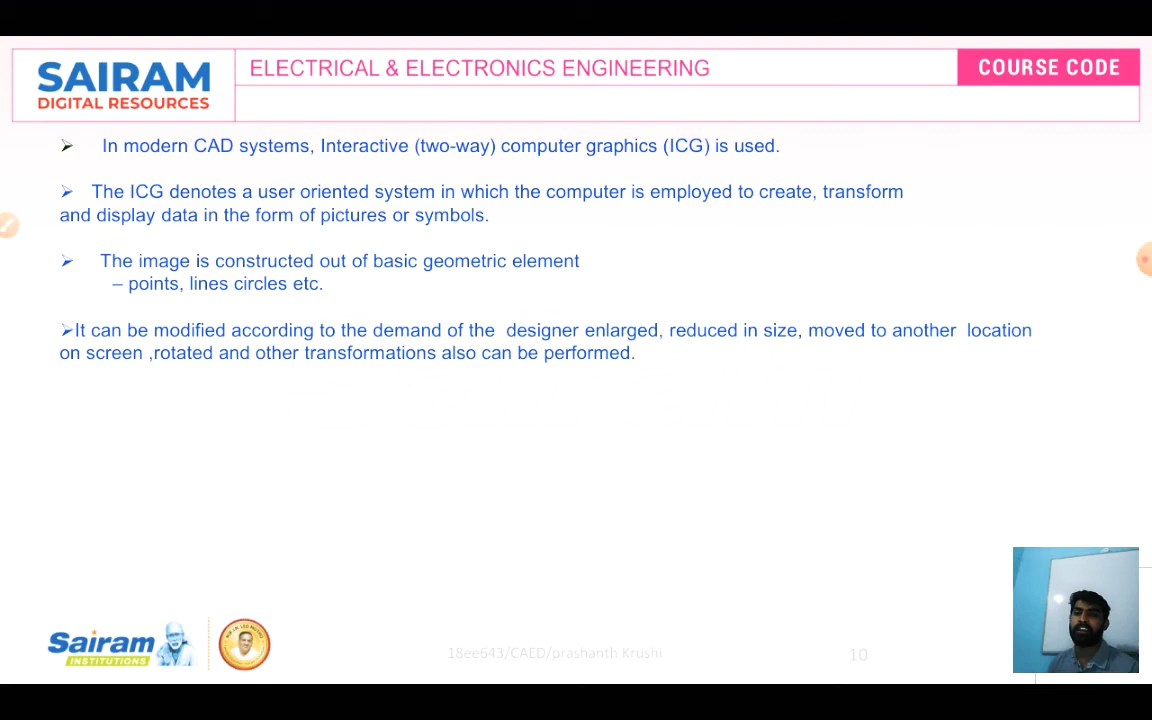 SAIRAM
DIGITAL RESOURCES
ELECTRICAL & ELECTRONICS ENGINEERING
COURSE CODE
➢ In modern CAD systems, Interactive (two-way) computer graphics (ICG) is used.
➢ The ICG denotes a user oriented system in which the computer is employed to create, transform
and display data in the form of pictures or symbols.
➢ The image is constructed out of basic geometric element
– points, lines circles etc.
➢It can be modified according to the demand of the designer enlarged, reduced in size, moved to another location
on screen ,rotated and other transformations also can be performed.
Sairam
INSTITUTIONS
18ee643/CAED/prashanth Krushi
10